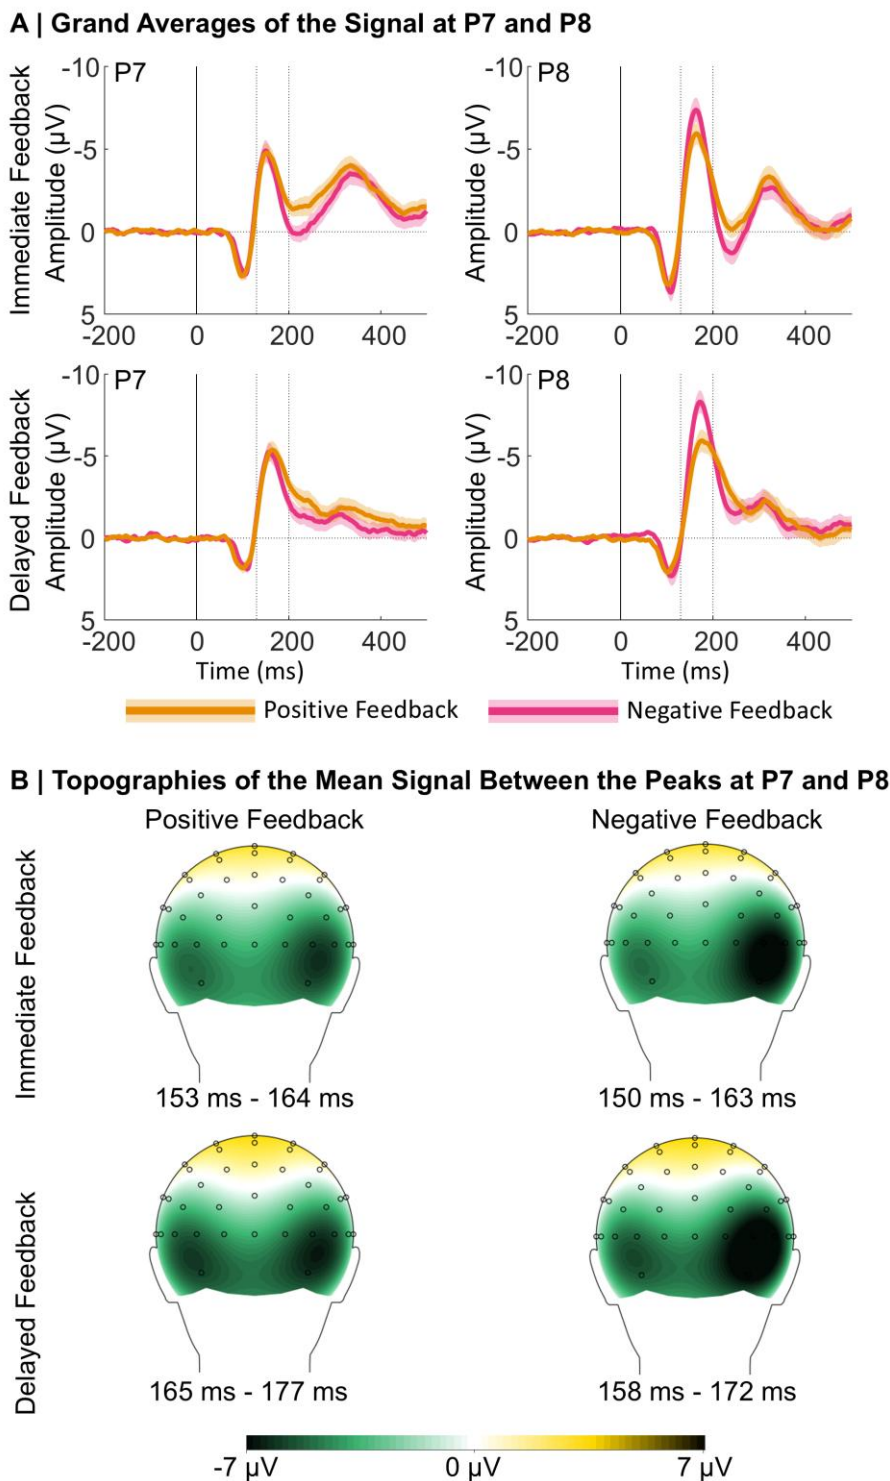 A | Grand Averages of the Signal at P7 and P8
Immediate Feedback
Amplitude (µV)
-10
-5
0
5
P7
-200
0
200
400
Amplitude (µV)
-10
-5
0
5
P8
-200
0
200
400
Delayed Feedback
Amplitude (µV)
-10
-5
0
5
P7
-200
0
200
400
Time (ms)
Amplitude (µV)
-10
-5
0
5
P8
-200
0
200
400
Time (ms)
Positive Feedback
Negative Feedback
B | Topographies of the Mean Signal Between the Peaks at P7 and P8
Positive Feedback
Negative Feedback
Immediate Feedback
153 ms - 164 ms
150 ms - 163 ms
Delayed Feedback
165 ms - 177 ms
158 ms - 172 ms
-7 µV
0 µV
7 µV